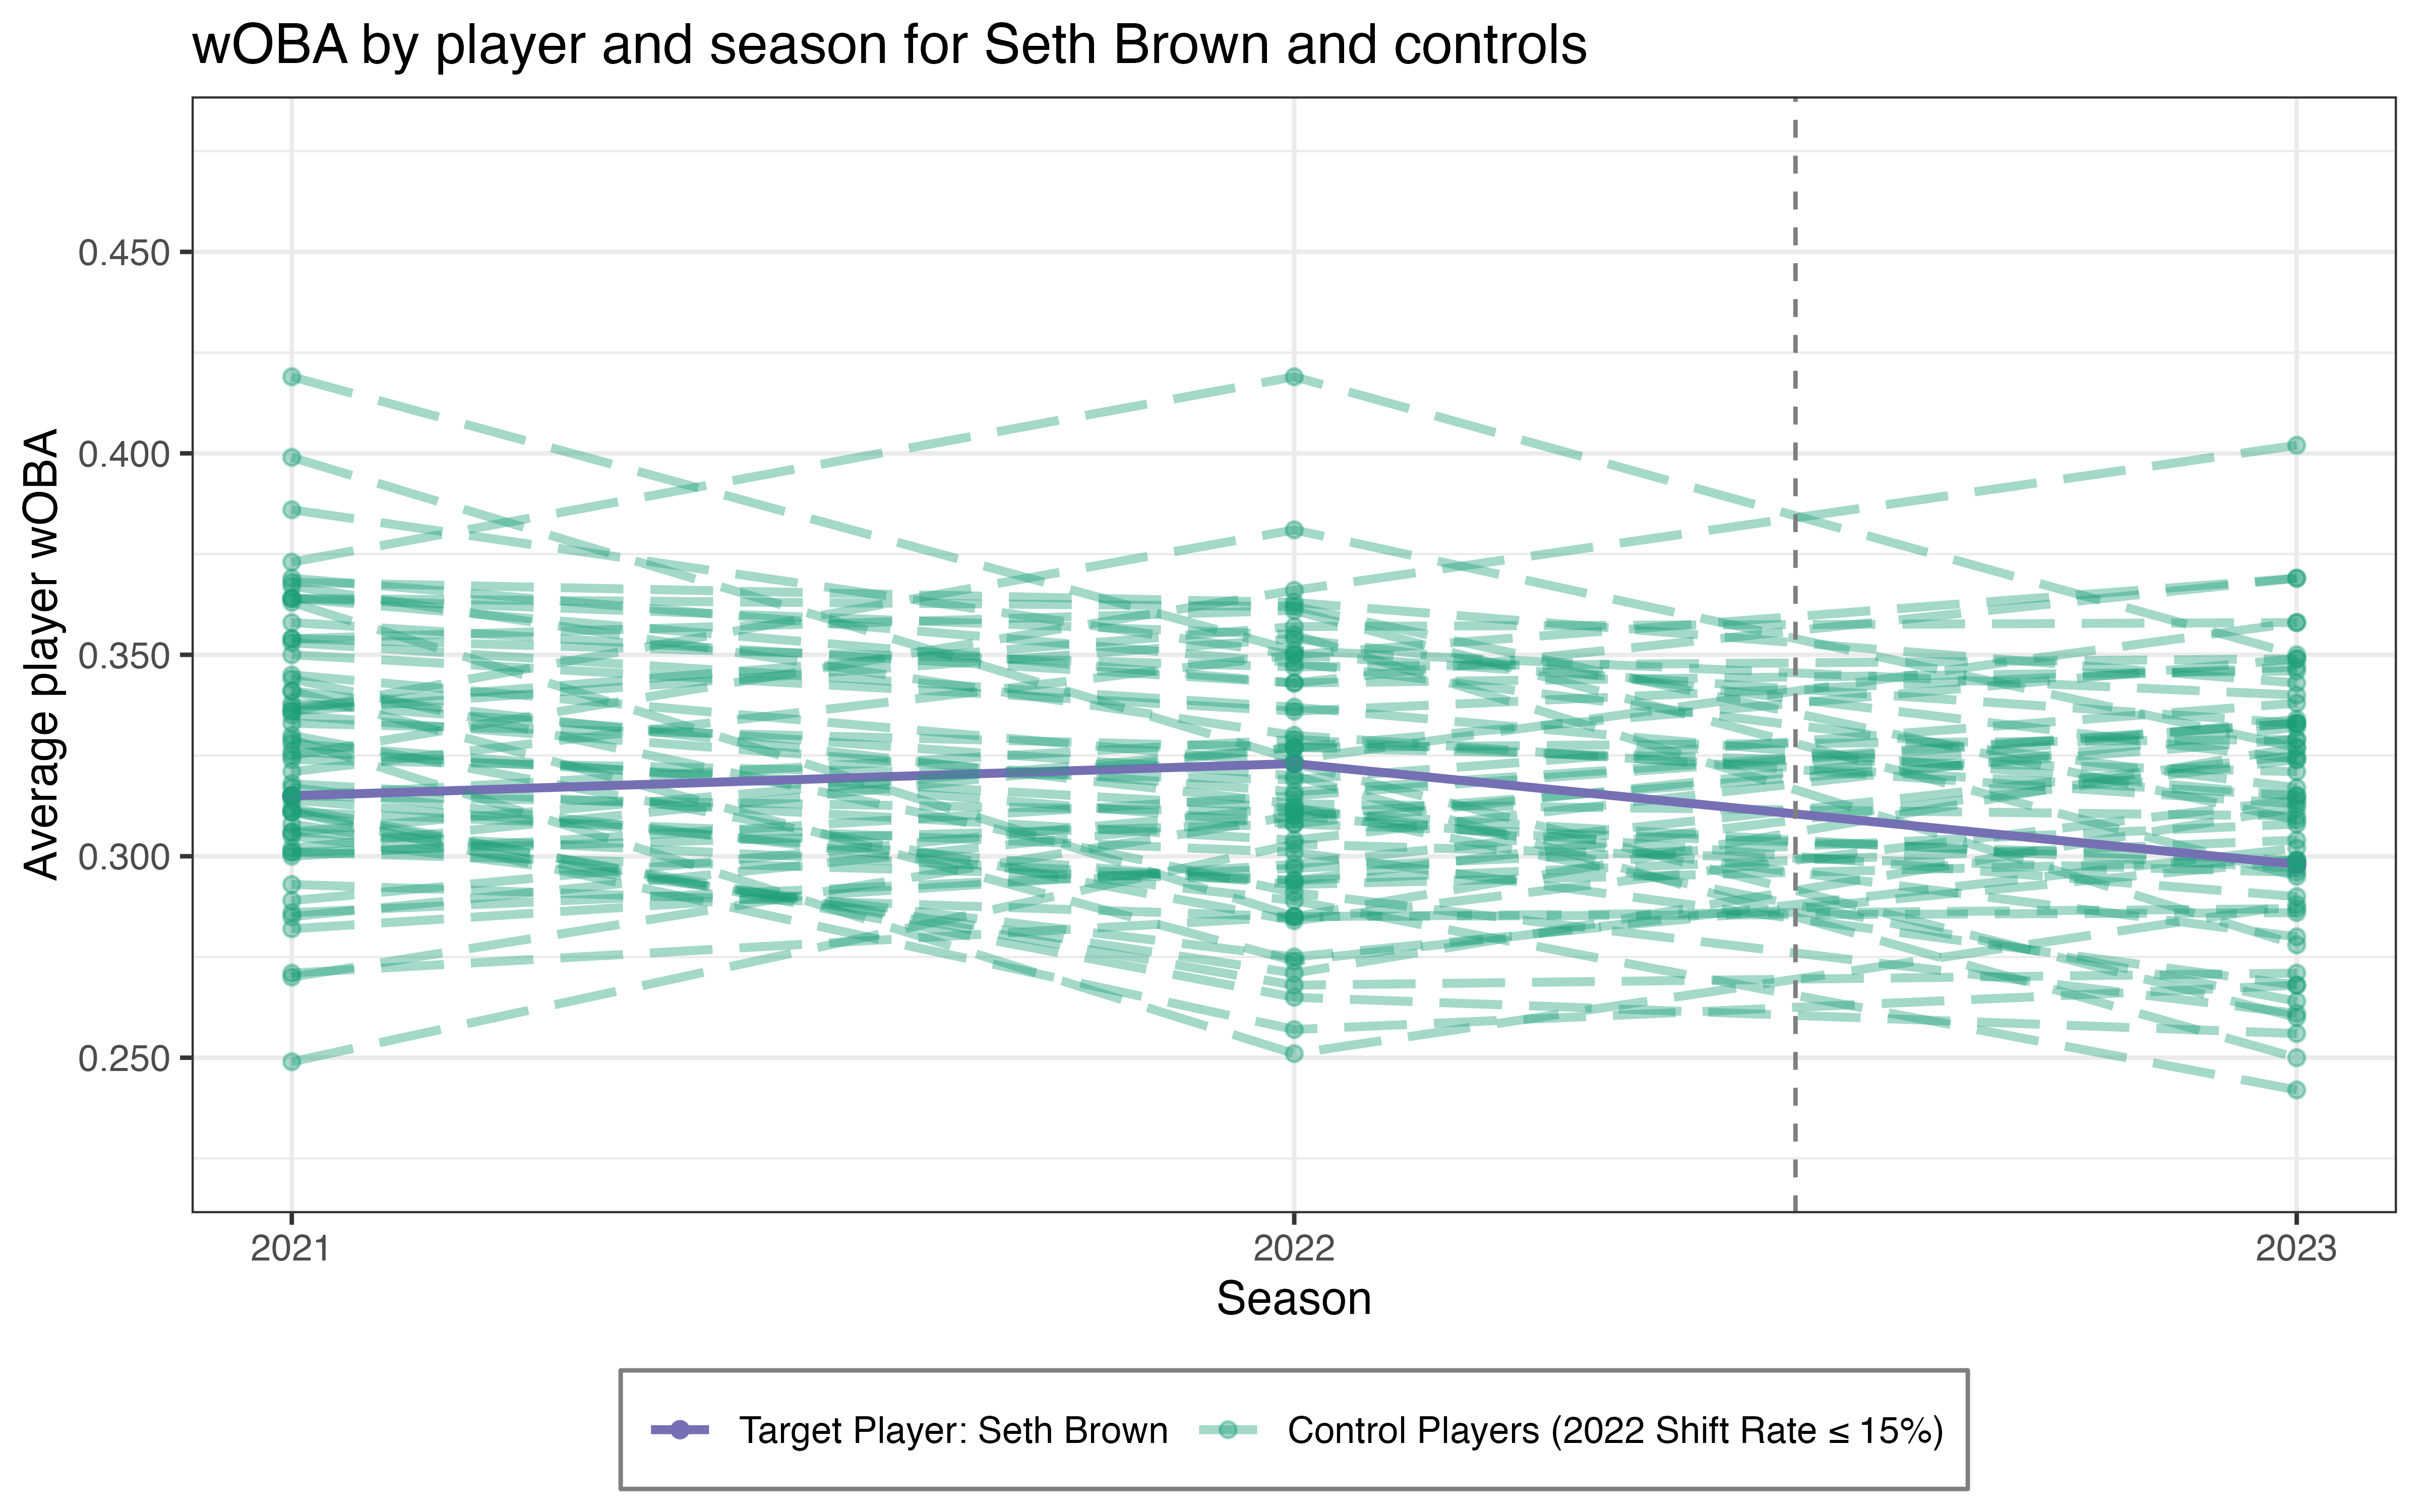 wOBA by player and season for Seth Brown and controls
Average player wOBA
0.450
0.400
0.350
0.300
0.250
2021
2022
2023
Season
Target Player: Seth Brown
Control Players (2022 Shift Rate ≤ 15%)